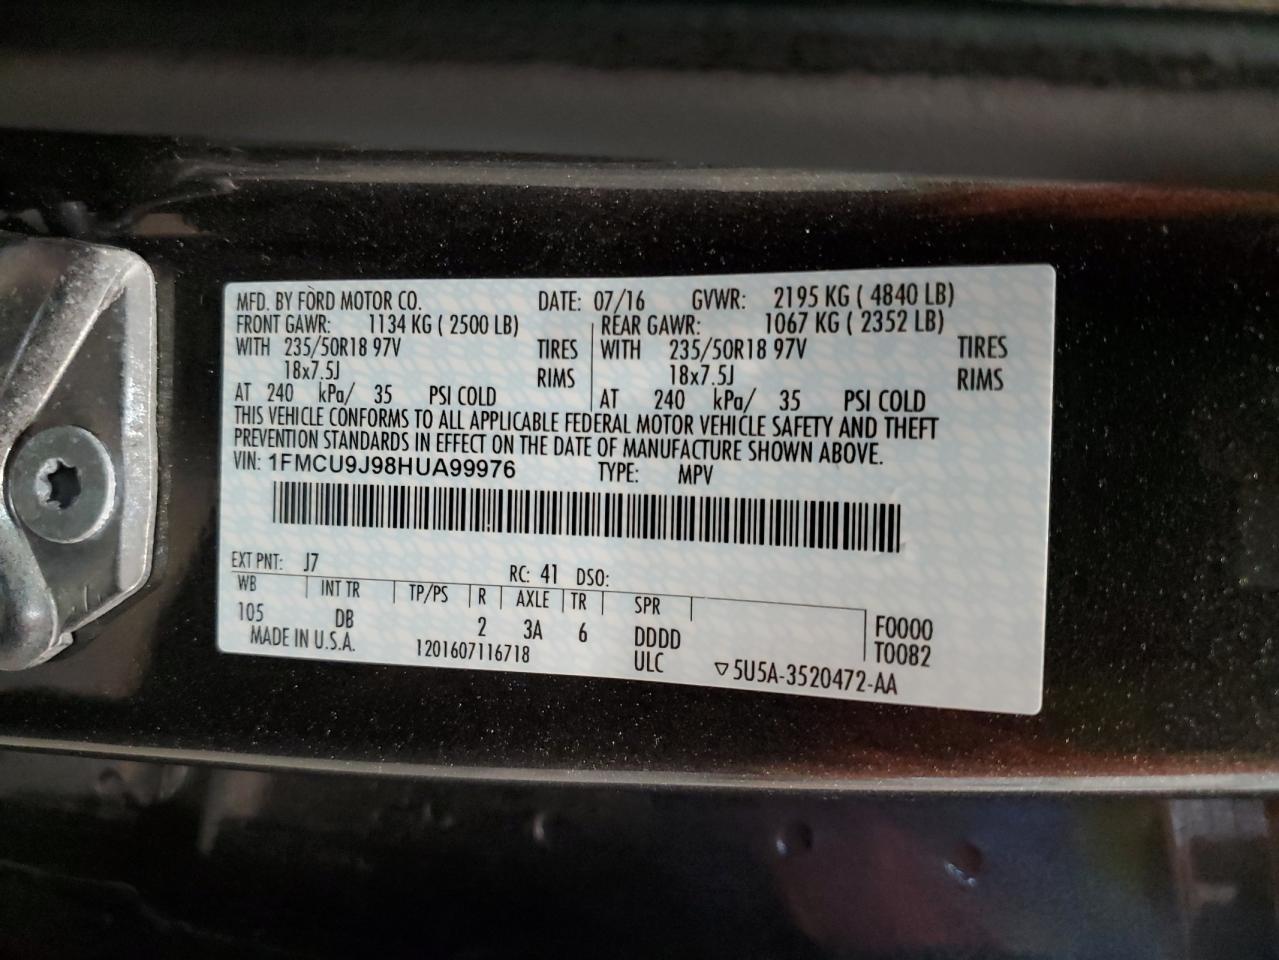 MFD. BY FORD MOTOR CO. DATE: 07/16 GVWR: 2195 KG ( 4840 LB)
FRONT GAWR: 1134 KG ( 2500 LB) REAR GAWR: 1067 KG ( 2352 LB)
WITH 235/50R18 97V TIRES WITH 235/50R18 97V TIRES
18x7.5J RIMS 18x7.5J RIMS
AT 240 kPa/ 35 PSI COLD AT 240 kPa/ 35 PSI COLD
THIS VEHICLE CONFORMS TO ALL APPLICABLE FEDERAL MOTOR VEHICLE SAFETY AND THEFT
PREVENTION STANDARDS IN EFFECT ON THE DATE OF MANUFACTURE SHOWN ABOVE.
VIN: 1FMCU9J98HUA99976 TYPE: MPV
EXT PNT: J7 RC: 41 DSO:
WB INT TR TP/PS R AXLE TR SPR
105 DB 2 3A 6 DDDD F0000
MADE IN U.S.A. 1201607116718 ULC T0082
▽5U5A-3520472-AA